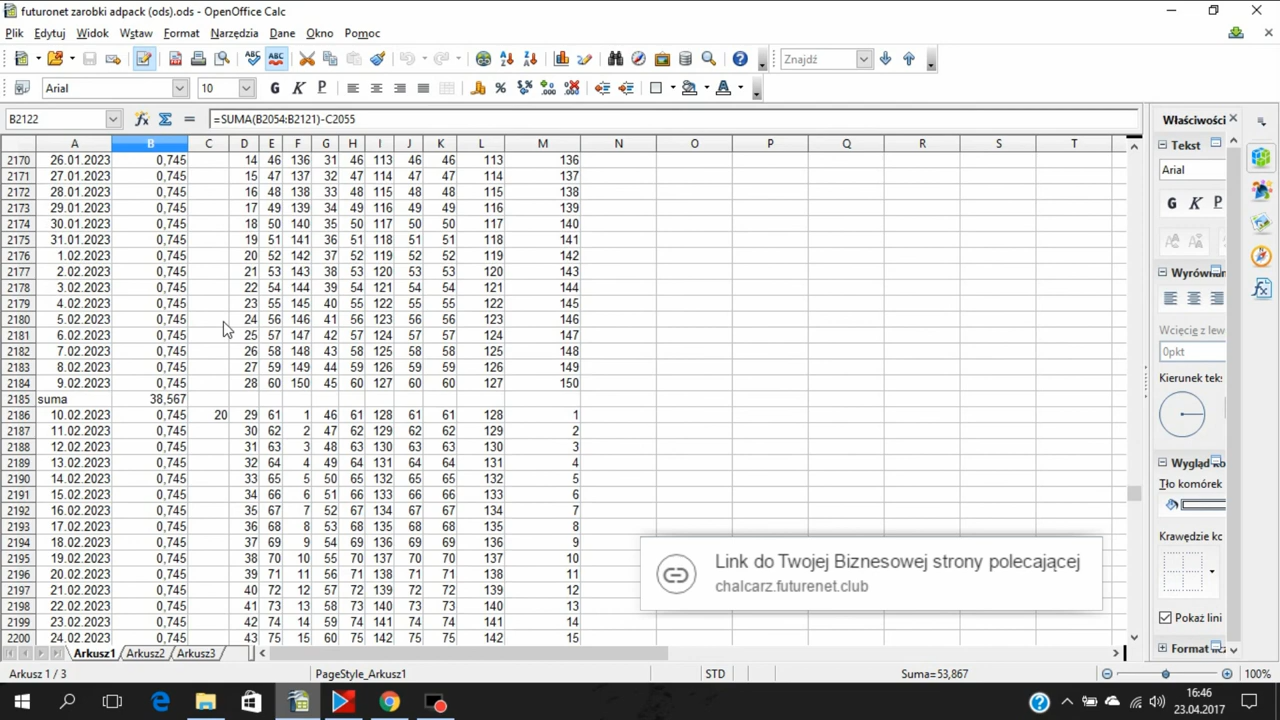 futuronet zarobki adpack (ods).ods - OpenOffice Calc
Plik Edytuj Widok Wstaw Format Narzędzia Dane Okno Pomoc
Znajdź
Arial 10 G K P
B2122 =SUMA(B2054:B2121)-C2055
A B C D E F G H I J K L M N O P Q R S T
2170 26.01.2023 0,745 14 46 136 31 46 113 46 46 113 136
2171 27.01.2023 0,745 15 47 137 32 47 114 47 47 114 137
2172 28.01.2023 0,745 16 48 138 33 48 115 48 48 115 138
2173 29.01.2023 0,745 17 49 139 34 49 116 49 49 116 139
2174 30.01.2023 0,745 18 50 140 35 50 117 50 50 117 140
2175 31.01.2023 0,745 19 51 141 36 51 118 51 51 118 141
2176 1.02.2023 0,745 20 52 142 37 52 119 52 52 119 142
2177 2.02.2023 0,745 21 53 143 38 53 120 53 53 120 143
2178 3.02.2023 0,745 22 54 144 39 54 121 54 54 121 144
2179 4.02.2023 0,745 23 55 145 40 55 122 55 55 122 145
2180 5.02.2023 0,745 24 56 146 41 56 123 56 56 123 146
2181 6.02.2023 0,745 25 57 147 42 57 124 57 57 124 147
2182 7.02.2023 0,745 26 58 148 43 58 125 58 58 125 148
2183 8.02.2023 0,745 27 59 149 44 59 126 59 59 126 149
2184 9.02.2023 0,745 28 60 150 45 60 127 60 60 127 150
2185 suma 38,567
2186 10.02.2023 0,745 20 29 61 1 46 61 128 61 61 128 1
2187 11.02.2023 0,745 30 62 2 47 62 129 62 62 129 2
2188 12.02.2023 0,745 31 63 3 48 63 130 63 63 130 3
2189 13.02.2023 0,745 32 64 4 49 64 131 64 64 131 4
2190 14.02.2023 0,745 33 65 5 50 65 132 65 65 132 5
2191 15.02.2023 0,745 34 66 6 51 66 133 66 66 133 6
2192 16.02.2023 0,745 35 67 7 52 67 134 67 67 134 7
2193 17.02.2023 0,745 36 68 8 53 68 135 68 68 135 8
2194 18.02.2023 0,745 37 69 9 54 69 136 69 69 136 9
2195 19.02.2023 0,745 38 70 10 55 70 137 70 70 137 10
2196 20.02.2023 0,745 39 71 11 56 71 138 71 71 138 11
2197 21.02.2023 0,745 40 72 12 57 72 139 72 72 139 12
2198 22.02.2023 0,745 41 73 13 58 73 140 73 73 140 13
2199 23.02.2023 0,745 42 74 14 59 74 141 74 74 141 14
2200 24.02.2023 0,745 43 75 15 60 75 142 75 75 142 15
Właściwości
Tekst
Arial
G K P
Wyrównan
Wcięcie z lew
0pkt
Kierunek teks
Wygląd ko
Tło komórek
Krawędzie kc
Pokaż lini
Format licz
Link do Twojej Biznesowej strony polecającej
chalcarz.futurenet.club
Arkusz1 Arkusz2 Arkusz3
Arkusz 1 / 3 PageStyle_Arkusz1 STD Suma=53,867 100%
16:46
23.04.2017